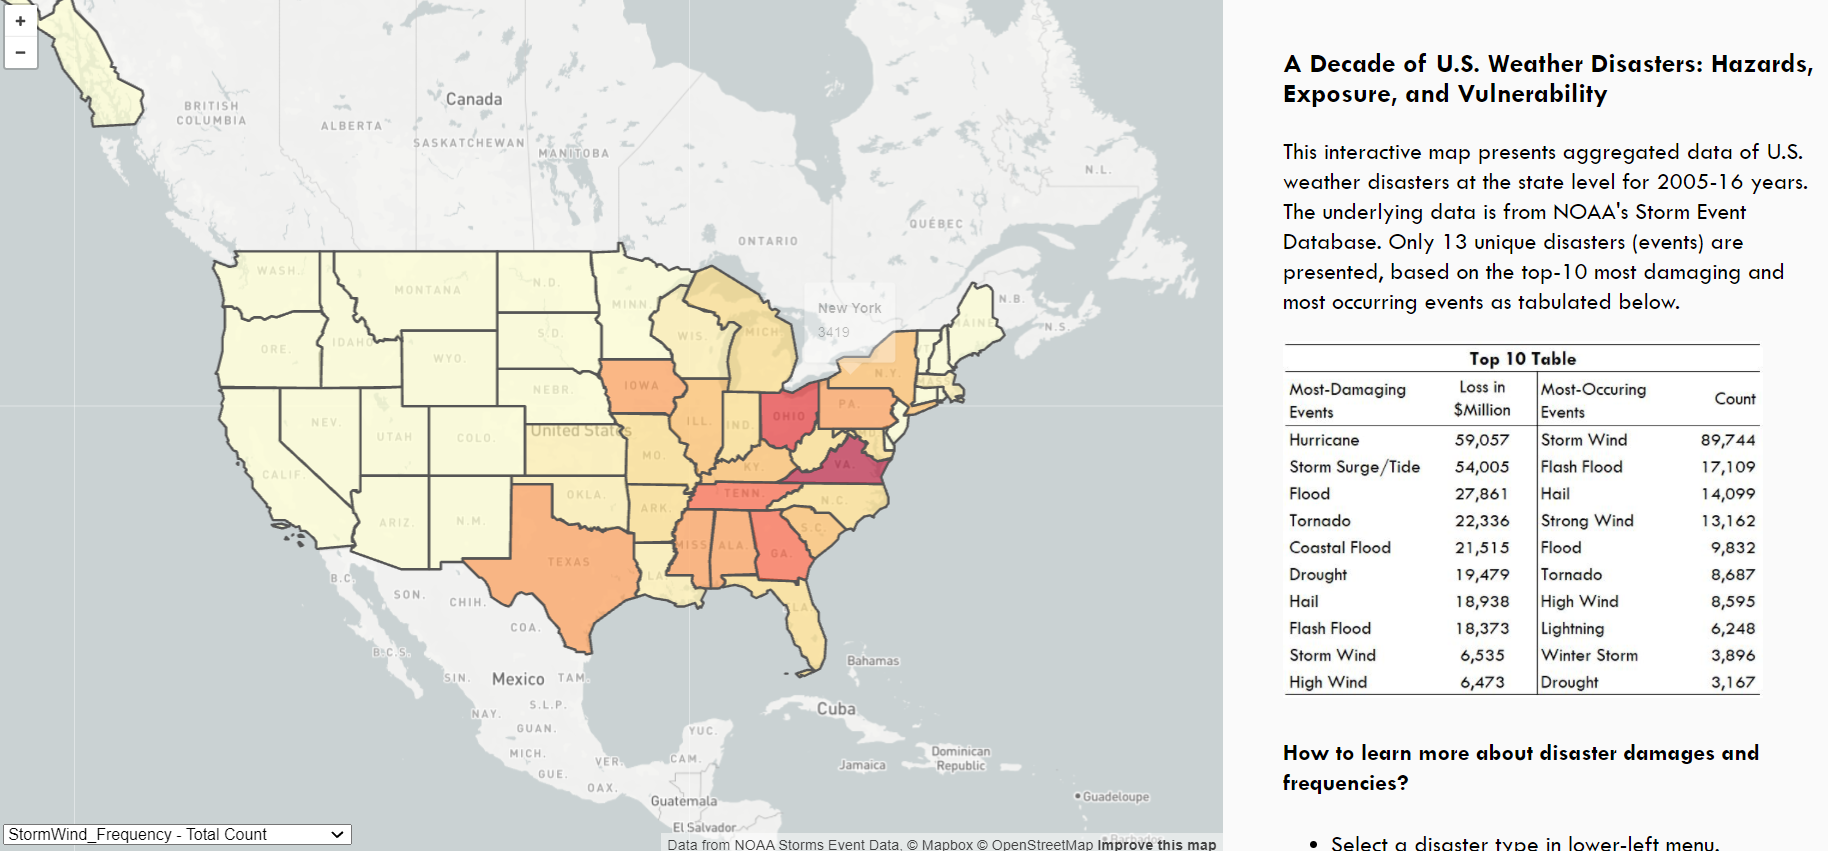 +
−
Canada
BRITISH
COLUMBIA
ALBERTA
SASKATCHEWAN
MANITOBA
N.L.
QUÉBEC
ONTARIO
WASH.
MONTANA
N.D.
MINN.
New York
3419
N.B.
N.S.
MAINE
ORE.
IDAHO
WYO.
S.D.
WIS.
MICH.
N.Y.
MASS.
NEBR.
IOWA
ILL.
IND.
OHIO
PA.
NEV.
UTAH
COLO.
United States
MO.
KY.
VA.
CALIF.
ARIZ.
N.M.
OKLA.
ARK.
TENN.
N.C.
S.C.
MISS.
ALA.
GA.
TEXAS
LA.
B.C.
SON.
CHIH.
COA.
B.C.S.
SIN.
Mexico
TAM.
Bahamas
NAY.
S.L.P.
Cuba
GUAN.
YUC.
MICH.
VER.
CAM.
Jamaica
Dominican
Republic
GUE.
OAX.
Guatemala
Guadeloupe
El Salvador
Barbados
StormWind_Frequency - Total Count
Data from NOAA Storms Event Data, © Mapbox © OpenStreetMap Improve this map
A Decade of U.S. Weather Disasters: Hazards,
Exposure, and Vulnerability
This interactive map presents aggregated data of U.S.
weather disasters at the state level for 2005-16 years.
The underlying data is from NOAA's Storm Event
Database. Only 13 unique disasters (events) are
presented, based on the top-10 most damaging and
most occurring events as tabulated below.
Top 10 Table
Most-Damaging Events Loss in $Million Most-Occuring Events Count
Hurricane 59,057 Storm Wind 89,744
Storm Surge/Tide 54,005 Flash Flood 17,109
Flood 27,861 Hail 14,099
Tornado 22,336 Strong Wind 13,162
Coastal Flood 21,515 Flood 9,832
Drought 19,479 Tornado 8,687
Hail 18,938 High Wind 8,595
Flash Flood 18,373 Lightning 6,248
Storm Wind 6,535 Winter Storm 3,896
High Wind 6,473 Drought 3,167
How to learn more about disaster damages and
frequencies?
• Select a disaster type in lower-left menu.